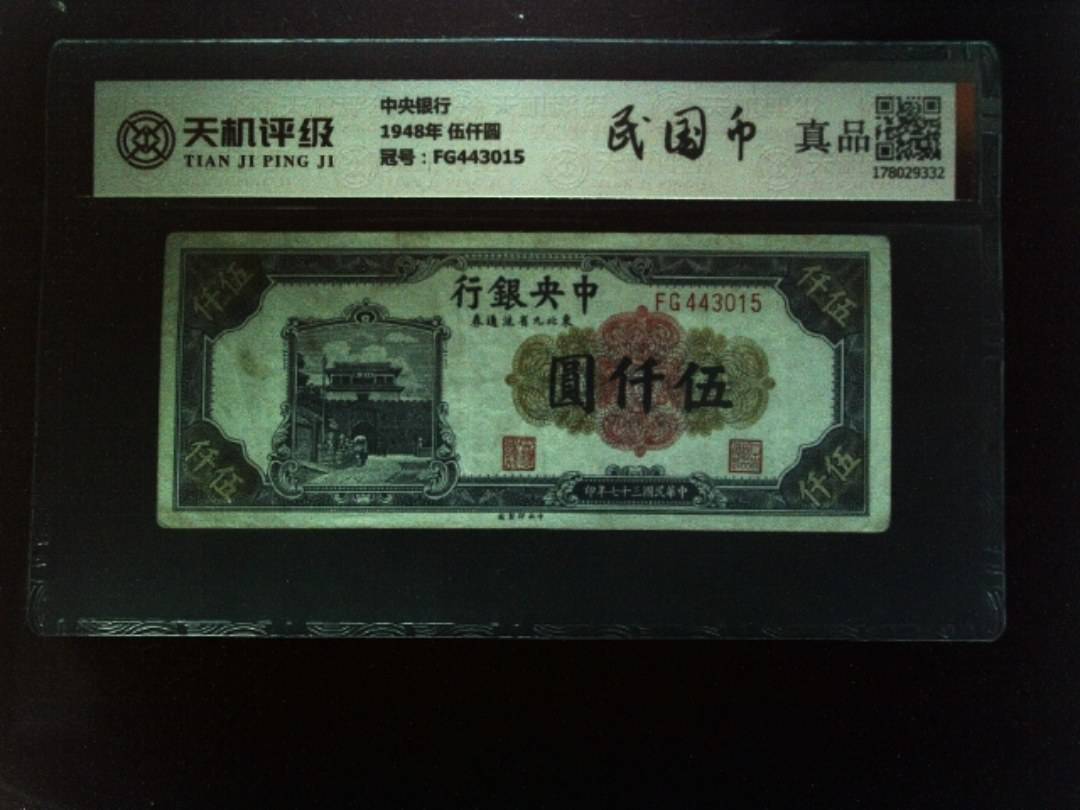 天机评级
TIAN JI PING JI
中央银行
1948年 伍仟圓
冠号：FG443015
民国币
真品
178029332
行銀央中
券通流省九北東
FG443015
圓仟伍
仟伍
仟伍
仟伍
仟伍
印年七十三國民華中